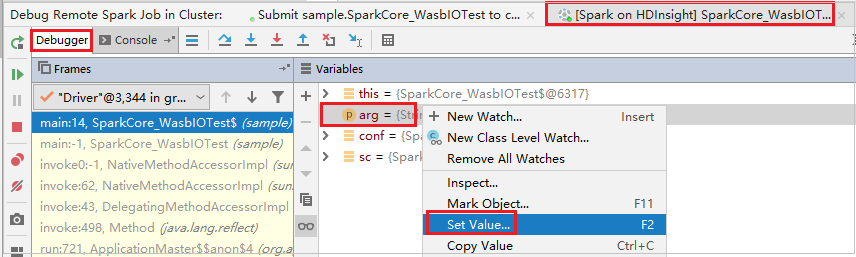 Debug Remote Spark Job in Cluster:
Submit sample.SparkCore_WasbIOTest to c...
[Spark on HDInsight] SparkCore_WasbIOT...
Debugger
Console
Frames
Variables
"Driver"@3,344 in gr...
main:14, SparkCore_WasbIOTest$ (sample)
main:-1, SparkCore_WasbIOTest (sample)
invoke0:-1, NativeMethodAccessorImpl (sun
invoke:62, NativeMethodAccessorImpl (sun.
invoke:43, DelegatingMethodAccessorImpl
invoke:498, Method (java.lang.reflect)
run:721, ApplicationMaster$$anon$4 (org.a
this = {SparkCore_WasbIOTest$@6317}
p arg = {Stri
conf = {Spa
sc = {Spark
New Watch... Insert
New Class Level Watch...
Remove All Watches
Inspect...
Mark Object... F11
Set Value... F2
Copy Value Ctrl+C